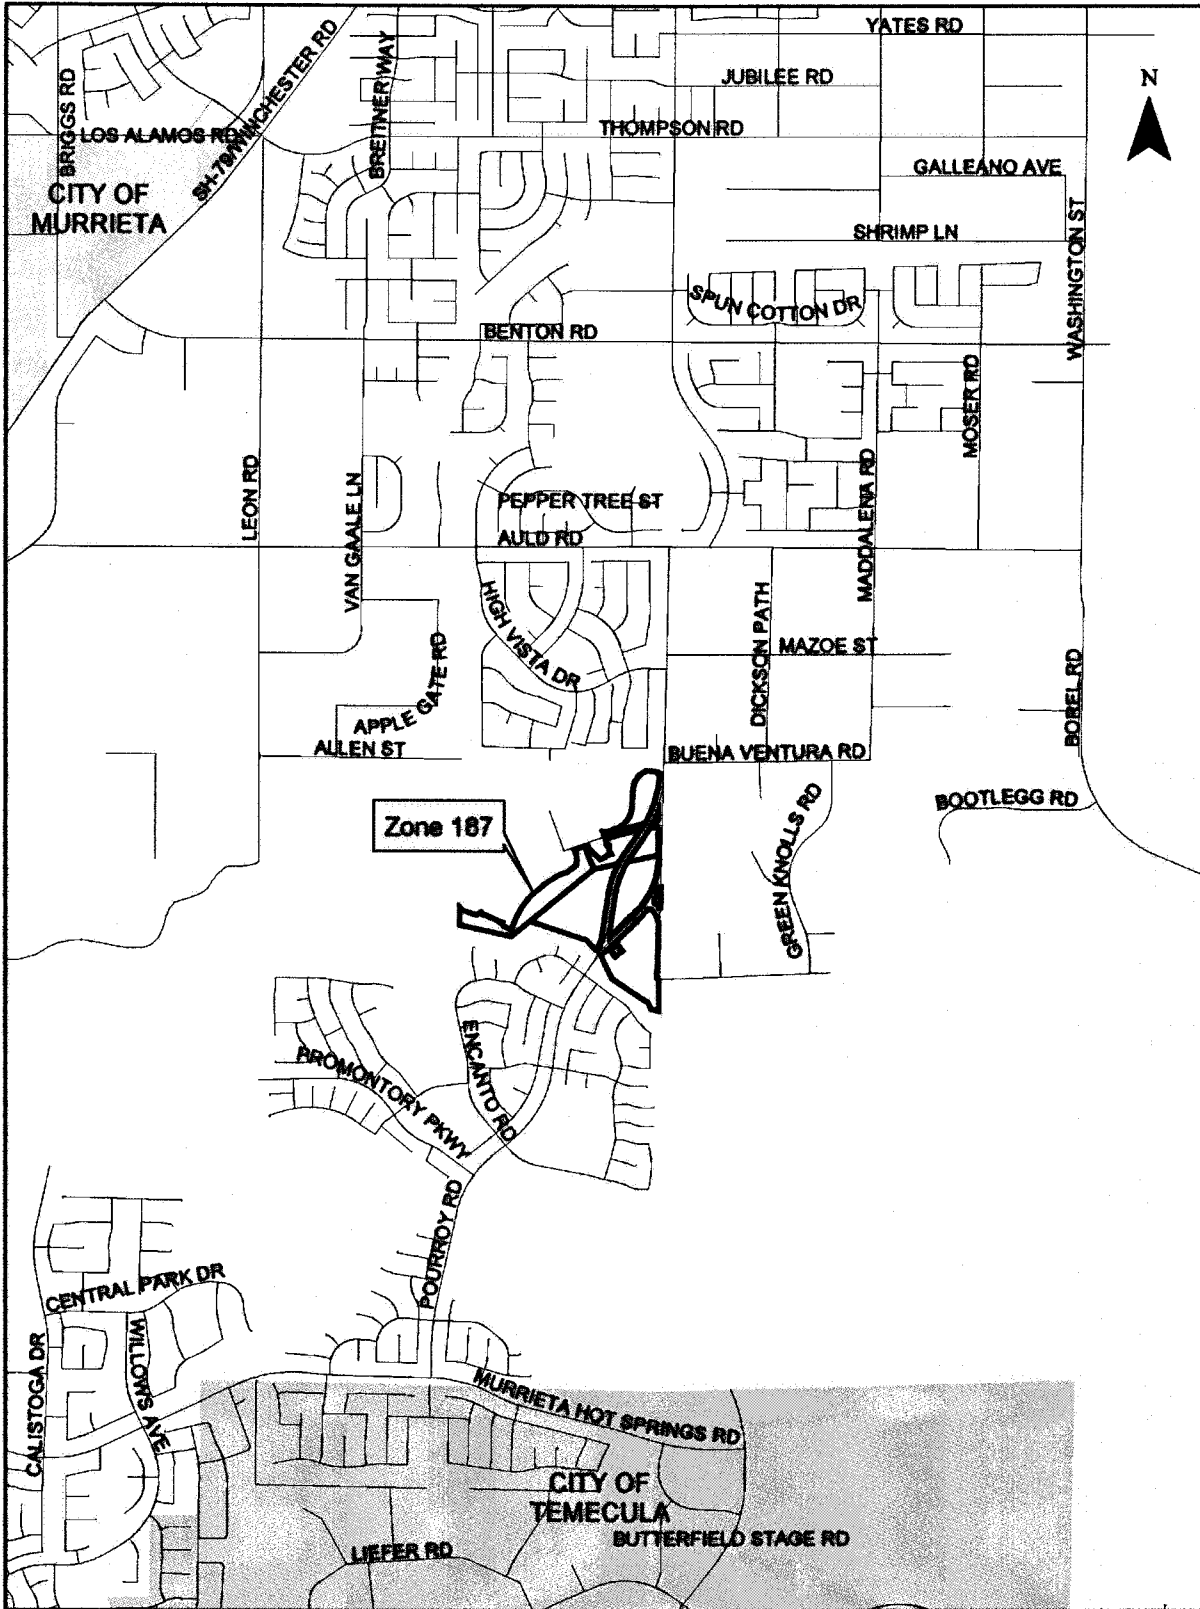 YATES RD
JUBILEE RD
N
BRIGGS RD
LOS ALAMOS RD
SH-79/WINCHESTER RD
BREITNER WAY
THOMPSON RD
GALLEANO AVE
CITY OF
MURRIETA
SHRIMP LN
WASHINGTON ST
SPUN COTTON DR
BENTON RD
MOSER RD
LEON RD
VAN GAALE LN
PEPPER TREE ST
AULD RD
MADDALENA RD
HIGH VISTA DR
DICKSON PATH
MAZOE ST
APPLE GATE RD
BOREL RD
ALLEN ST
BUENA VENTURA RD
BOOTLEGG RD
Zone 187
GREEN KNOLLS RD
ENCANTO RD
PROMONTORY PKWY
POURROY RD
CENTRAL PARK DR
WILLOWS AVE
CALISTOGA DR
MURRIETA HOT SPRINGS RD
CITY OF
TEMECULA
BUTTERFIELD STAGE RD
LIEFER RD